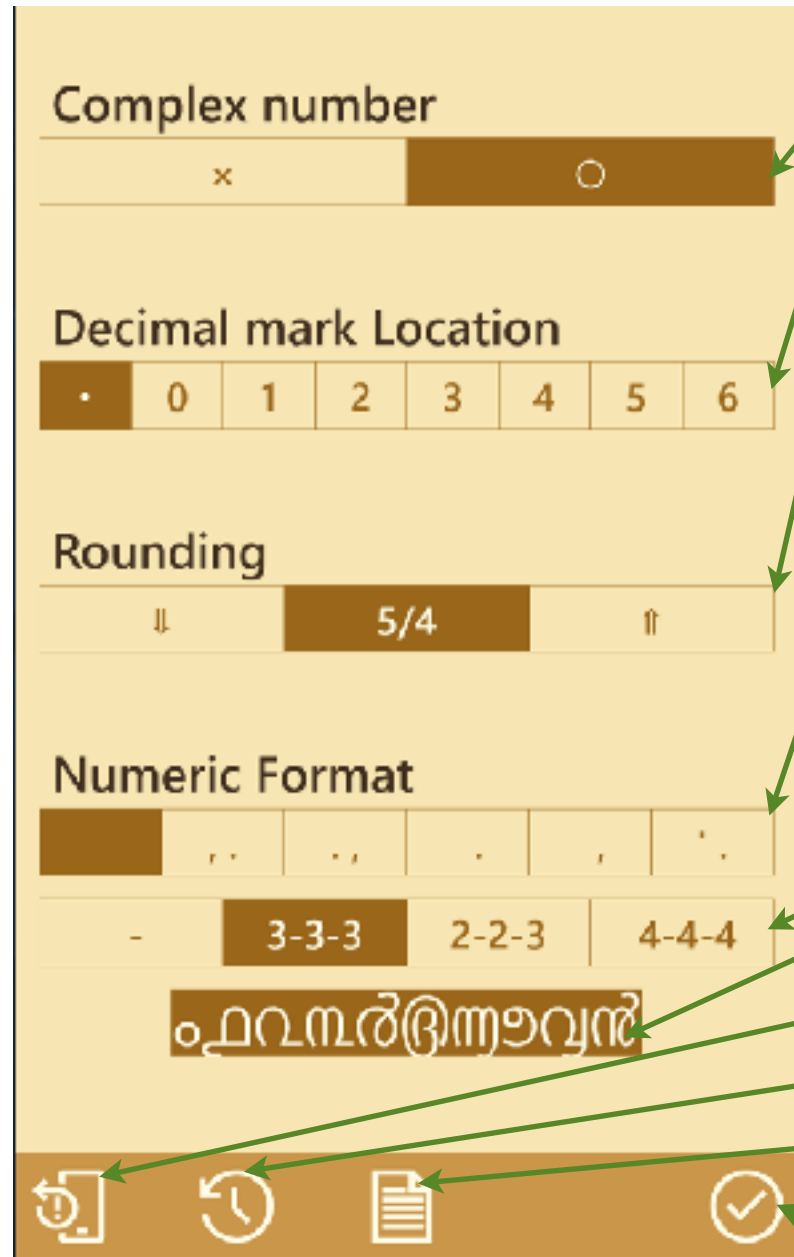 Complex number
× ○
Decimal mark Location
· 0 1 2 3 4 5 6
Rounding
⇓ 5/4 ⇑
Numeric Format
, . . , . , ' .
- 3-3-3 2-2-3 4-4-4
൦൧൨൩൪൫൬൭൮൯